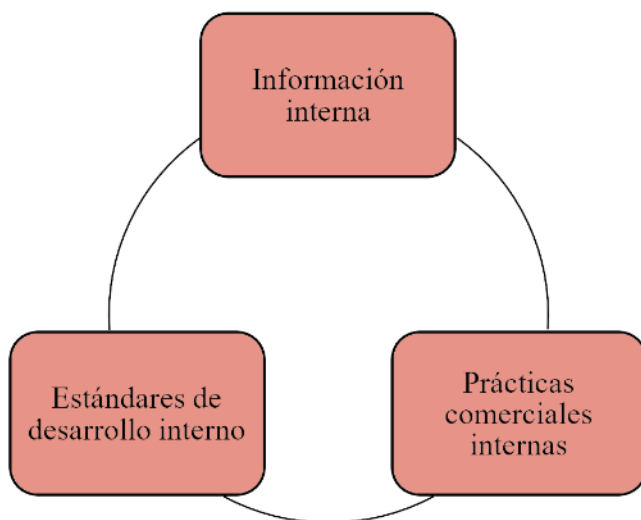 Información
interna
Estándares de
desarrollo interno
Prácticas
comerciales
internas